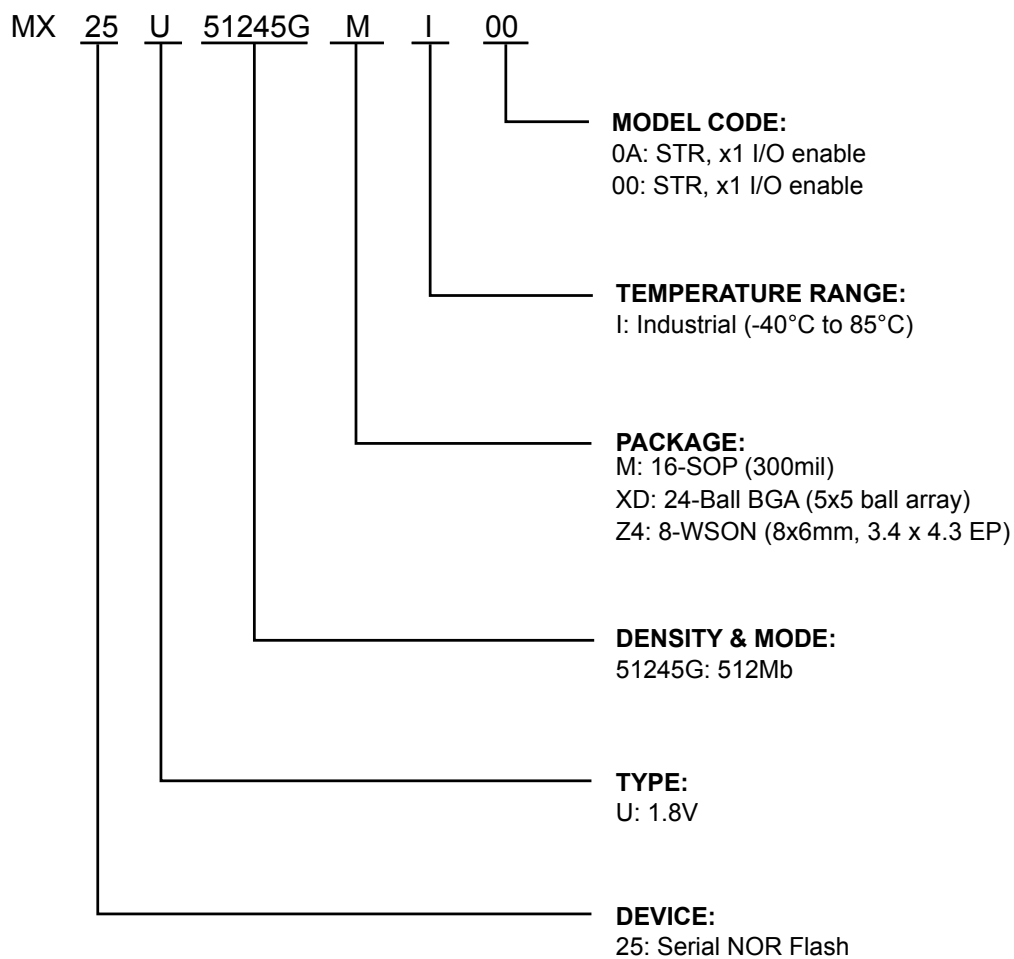 MX 25 U 51245G M I 00
MODEL CODE:
0A: STR, x1 I/O enable
00: STR, x1 I/O enable
TEMPERATURE RANGE:
I: Industrial (-40°C to 85°C)
PACKAGE:
M: 16-SOP (300mil)
XD: 24-Ball BGA (5x5 ball array)
Z4: 8-WSON (8x6mm, 3.4 x 4.3 EP)
DENSITY & MODE:
51245G: 512Mb
TYPE:
U: 1.8V
DEVICE:
25: Serial NOR Flash